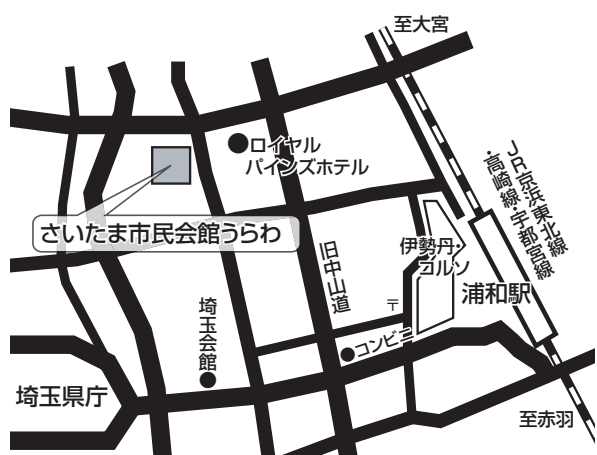 至大宮
ロイヤル
パインズホテル
JR京浜東北線
・高崎線・宇都宮線
さいたま市民会館うらわ
旧中山道
伊勢丹・
コルソ
浦和駅
〒
埼玉会館
コンビニ
埼玉県庁
至赤羽